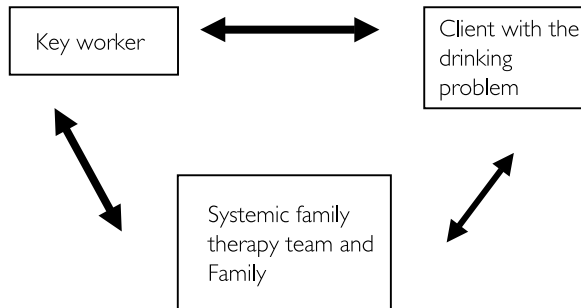 Key worker
Client with the
drinking
problem
Systemic family
therapy team and
Family